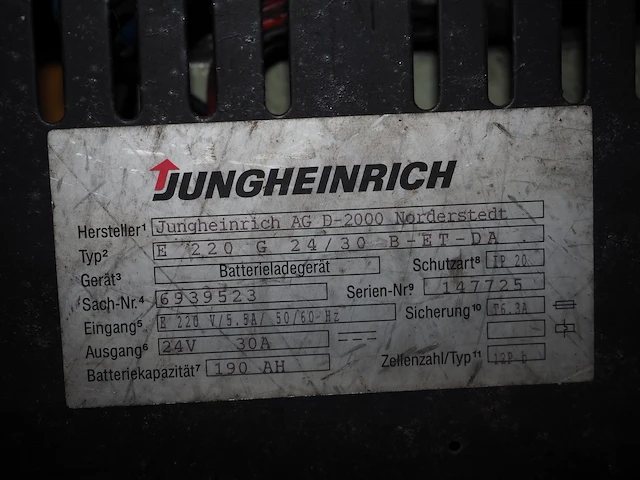 JUNGHEINRICH
Hersteller¹ Jungheinrich AG D-2000 Norderstedt
Typ² E 220 G 24/30 B-ET-DA
Gerät³ Batterieladegerät Schutzart⁸ IP 20
Sach-Nr.⁴ 6939523 Serien-Nr⁹ 147725
Eingang⁵ E 220 V/5.5A/ 50/60-Hz Sicherung¹⁰ T6.3A
Ausgang⁶ 24V 30A
Batteriekapazität⁷ 190 AH Zellenzahl/Typ¹¹ 12P